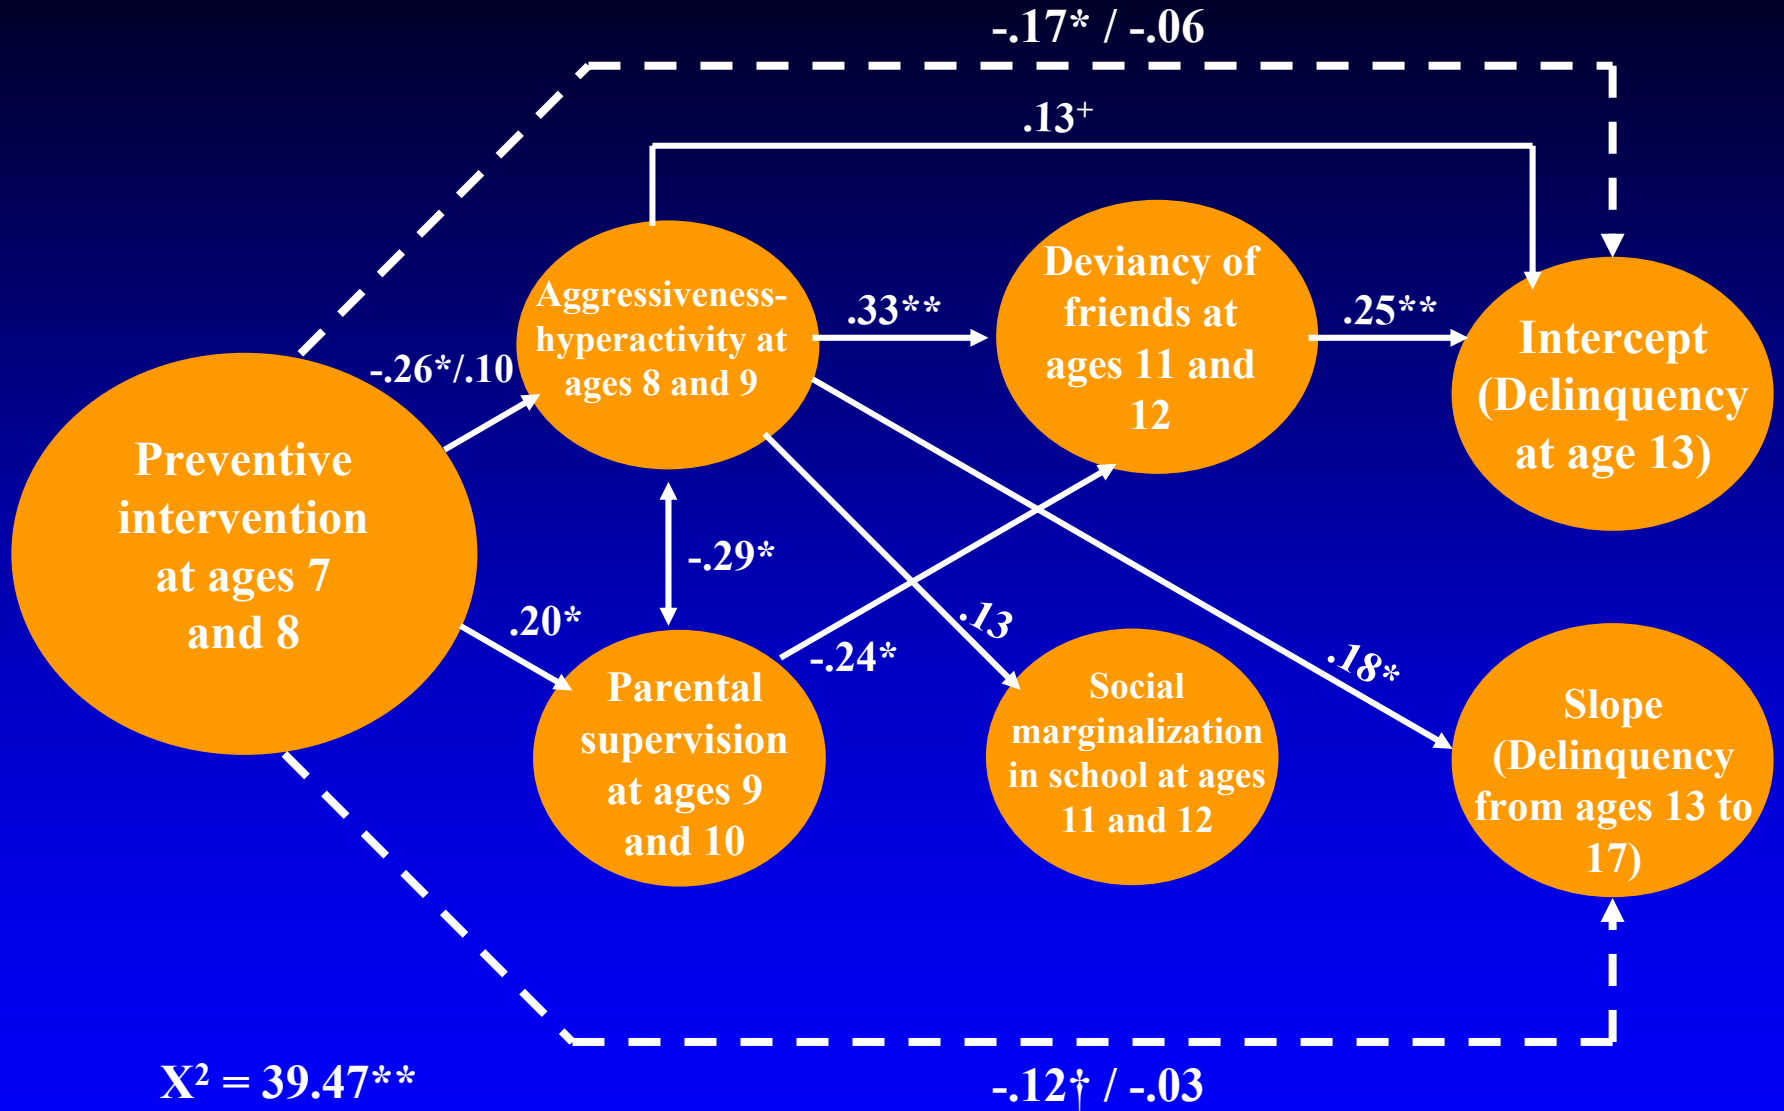 -.17* / -.06
.13⁺
Aggressiveness-
hyperactivity at
ages 8 and 9
.33**
Deviancy of
friends at
ages 11 and
12
.25**
Intercept
(Delinquency
at age 13)
-.26*/.10
Preventive
intervention
at ages 7
and 8
-.29*
.20*
-.24*
.13
.18*
Parental
supervision
at ages 9
and 10
Social
marginalization
in school at ages
11 and 12
Slope
(Delinquency
from ages 13 to
17)
X² = 39.47**
-.12† / -.03